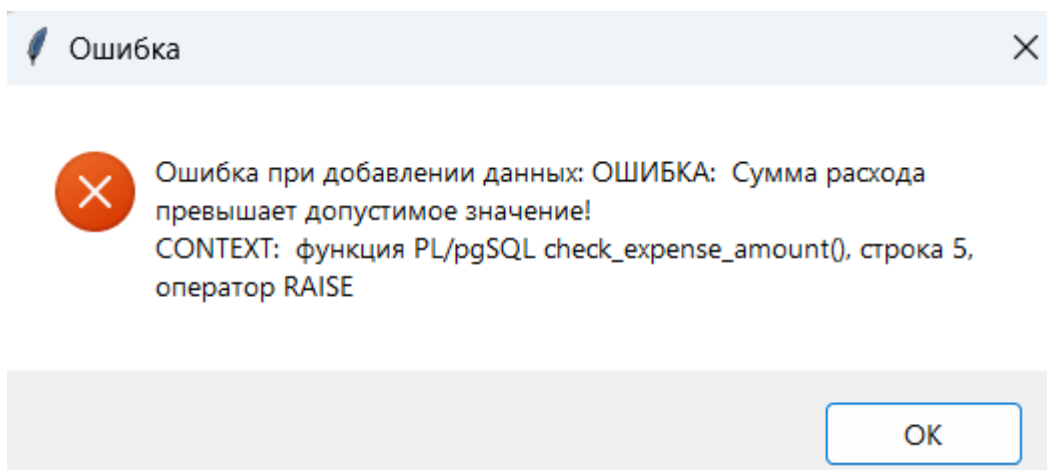 Ошибка
Ошибка при добавлении данных: ОШИБКА:  Сумма расхода
превышает допустимое значение!
CONTEXT:  функция PL/pgSQL check_expense_amount(), строка 5,
оператор RAISE
ОК